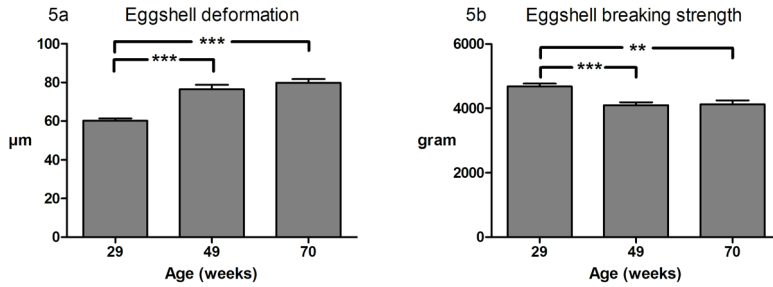 5a Eggshell deformation
100
80
60
40
20
0
µm
***
***
29 49 70
Age (weeks)
5b Eggshell breaking strength
6000
4000
2000
0
gram
**
***
29 49 70
Age (weeks)